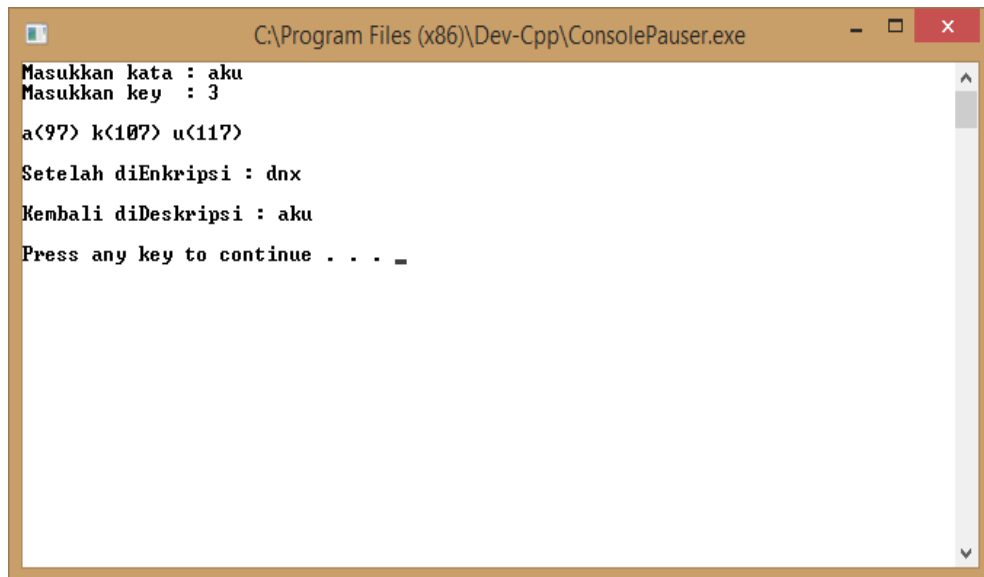 C:\Program Files (x86)\Dev-Cpp\ConsolePauser.exe
Masukkan kata : aku
Masukkan key  : 3
a(97) k(107) u(117)
Setelah diEnkripsi : dnx
Kembali diDeskripsi : aku
Press any key to continue . . . _